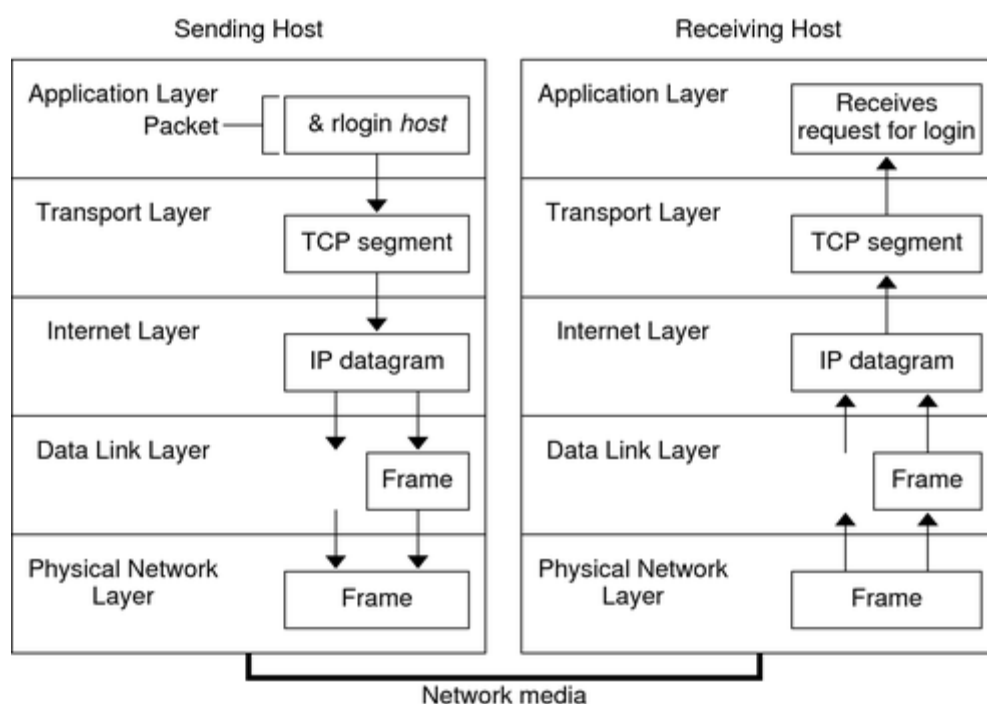 Sending Host
Application Layer
Packet
& rlogin host
Transport Layer
TCP segment
Internet Layer
IP datagram
Data Link Layer
Frame
Physical Network
Layer
Frame
Receiving Host
Application Layer
Receives
request for login
Transport Layer
TCP segment
Internet Layer
IP datagram
Data Link Layer
Frame
Physical Network
Layer
Frame
Network media